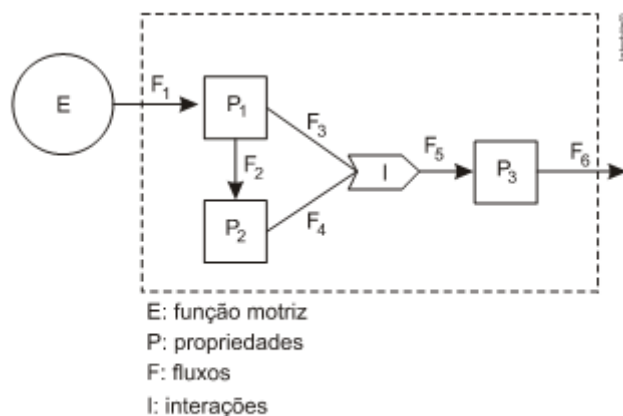 E
F1
P1
F3
F2
P2
F4
I
F5
P3
F6
E: função motriz
P: propriedades
F: fluxos
I: interações